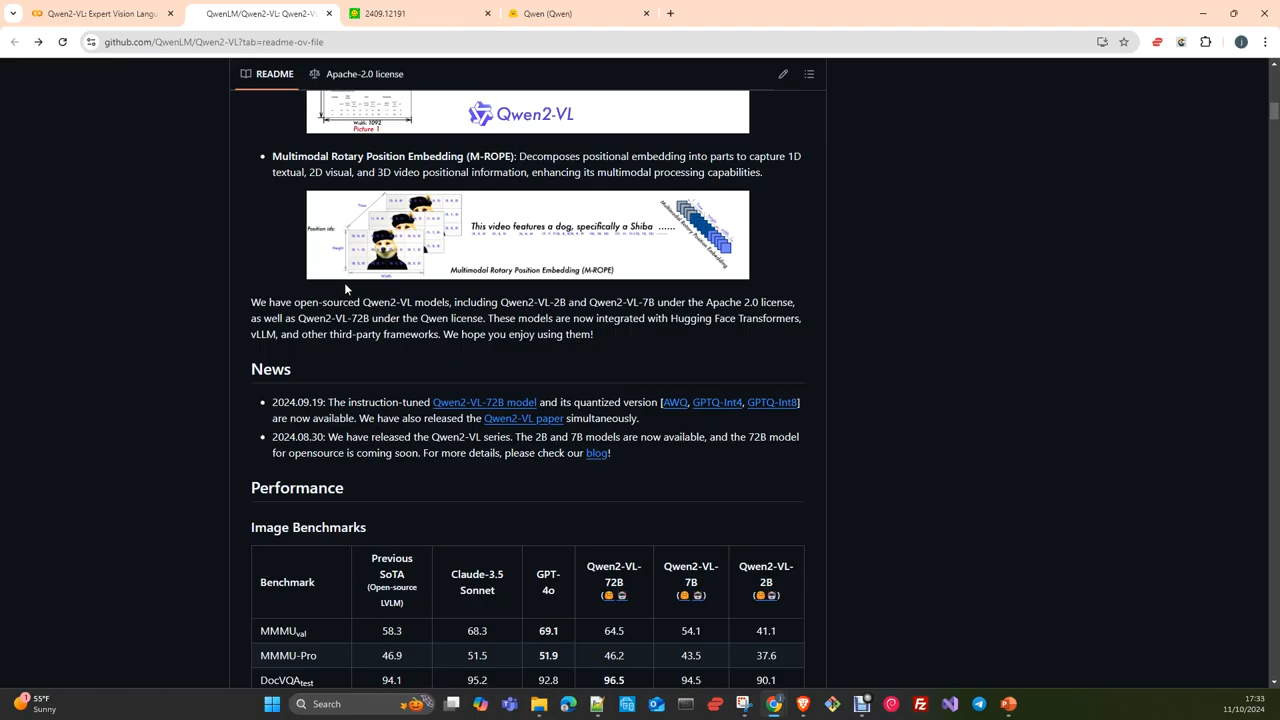 Qwen2-VL: Expert Vision Langu
QwenLM/Qwen2-VL: Qwen2-V
2409.12191
Qwen (Qwen)
github.com/QwenLM/Qwen2-VL?tab=readme-ov-file
README
Apache-2.0 license
Width: 1092
Picture 1
Qwen2-VL
Multimodal Rotary Position Embedding (M-ROPE): Decomposes positional embedding into parts to capture 1D
textual, 2D visual, and 3D video positional information, enhancing its multimodal processing capabilities.
Time
Position ids:
Height
Width
This video features a dog, specifically a Shiba ......
Multimodal Rotary Position Embedding (M-ROPE)
Multimodal Rotary Position Embedding
We have open-sourced Qwen2-VL models, including Qwen2-VL-2B and Qwen2-VL-7B under the Apache 2.0 license,
as well as Qwen2-VL-72B under the Qwen license. These models are now integrated with Hugging Face Transformers,
vLLM, and other third-party frameworks. We hope you enjoy using them!
News
2024.09.19: The instruction-tuned Qwen2-VL-72B model and its quantized version [AWQ, GPTQ-Int4, GPTQ-Int8]
are now available. We have also released the Qwen2-VL paper simultaneously.
2024.08.30: We have released the Qwen2-VL series. The 2B and 7B models are now available, and the 72B model
for opensource is coming soon. For more details, please check our blog!
Performance
Image Benchmarks
Benchmark
Previous
SoTA
(Open-source
LVLM)
Claude-3.5
Sonnet
GPT-
4o
Qwen2-VL-
72B
Qwen2-VL-
7B
Qwen2-VL-
2B
MMMUval 58.3 68.3 69.1 64.5 54.1 41.1
MMMU-Pro 46.9 51.5 51.9 46.2 43.5 37.6
DocVQAtest 94.1 95.2 92.8 96.5 94.5 90.1
55°F
Sunny
Search
17:33
11/10/2024